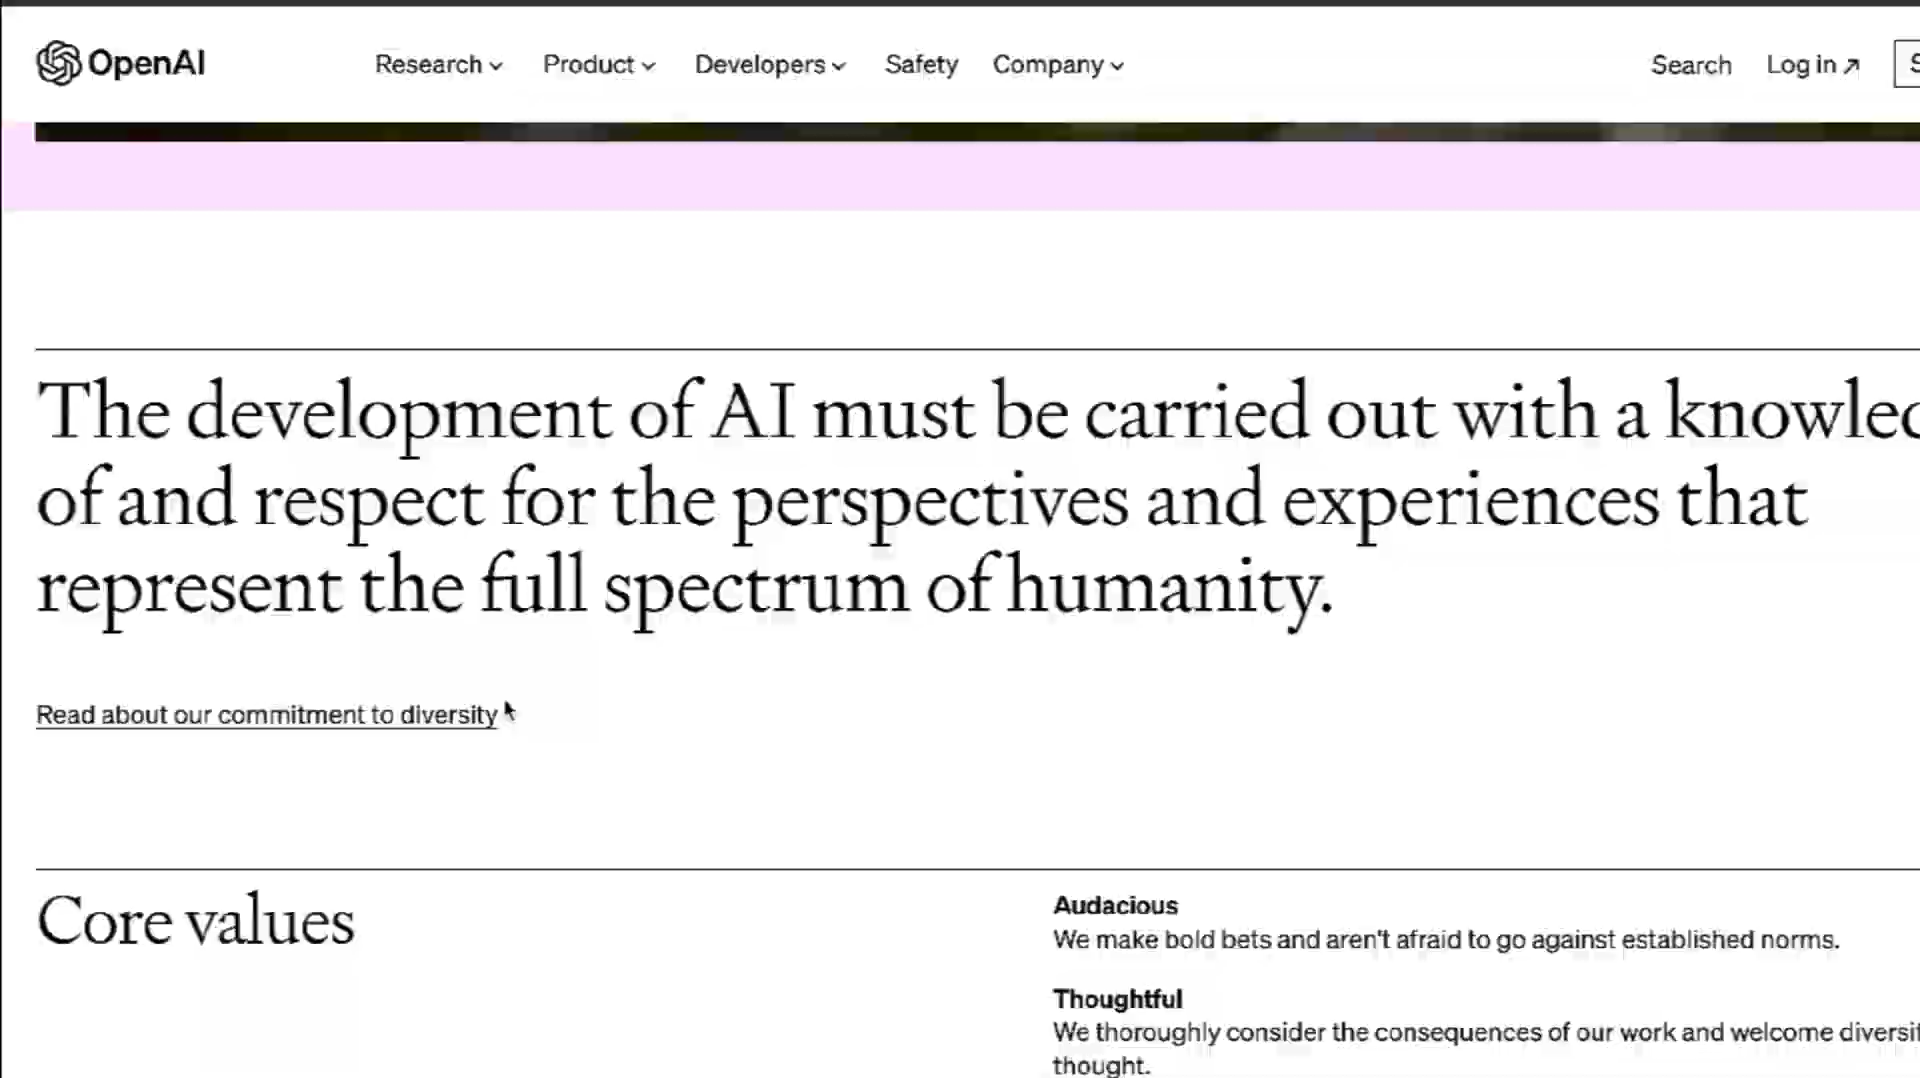 OpenAI
Research
Product
Developers
Safety
Company
Search
Log in ↗
The development of AI must be carried out with a
of and respect for the perspectives and experiences that
represent the full spectrum of humanity.
Read about our commitment to diversity
Core values
Audacious
We make bold bets and aren't afraid to go against established norms.
Thoughtful
We thoroughly consider the consequences of our work and welcome
thought.